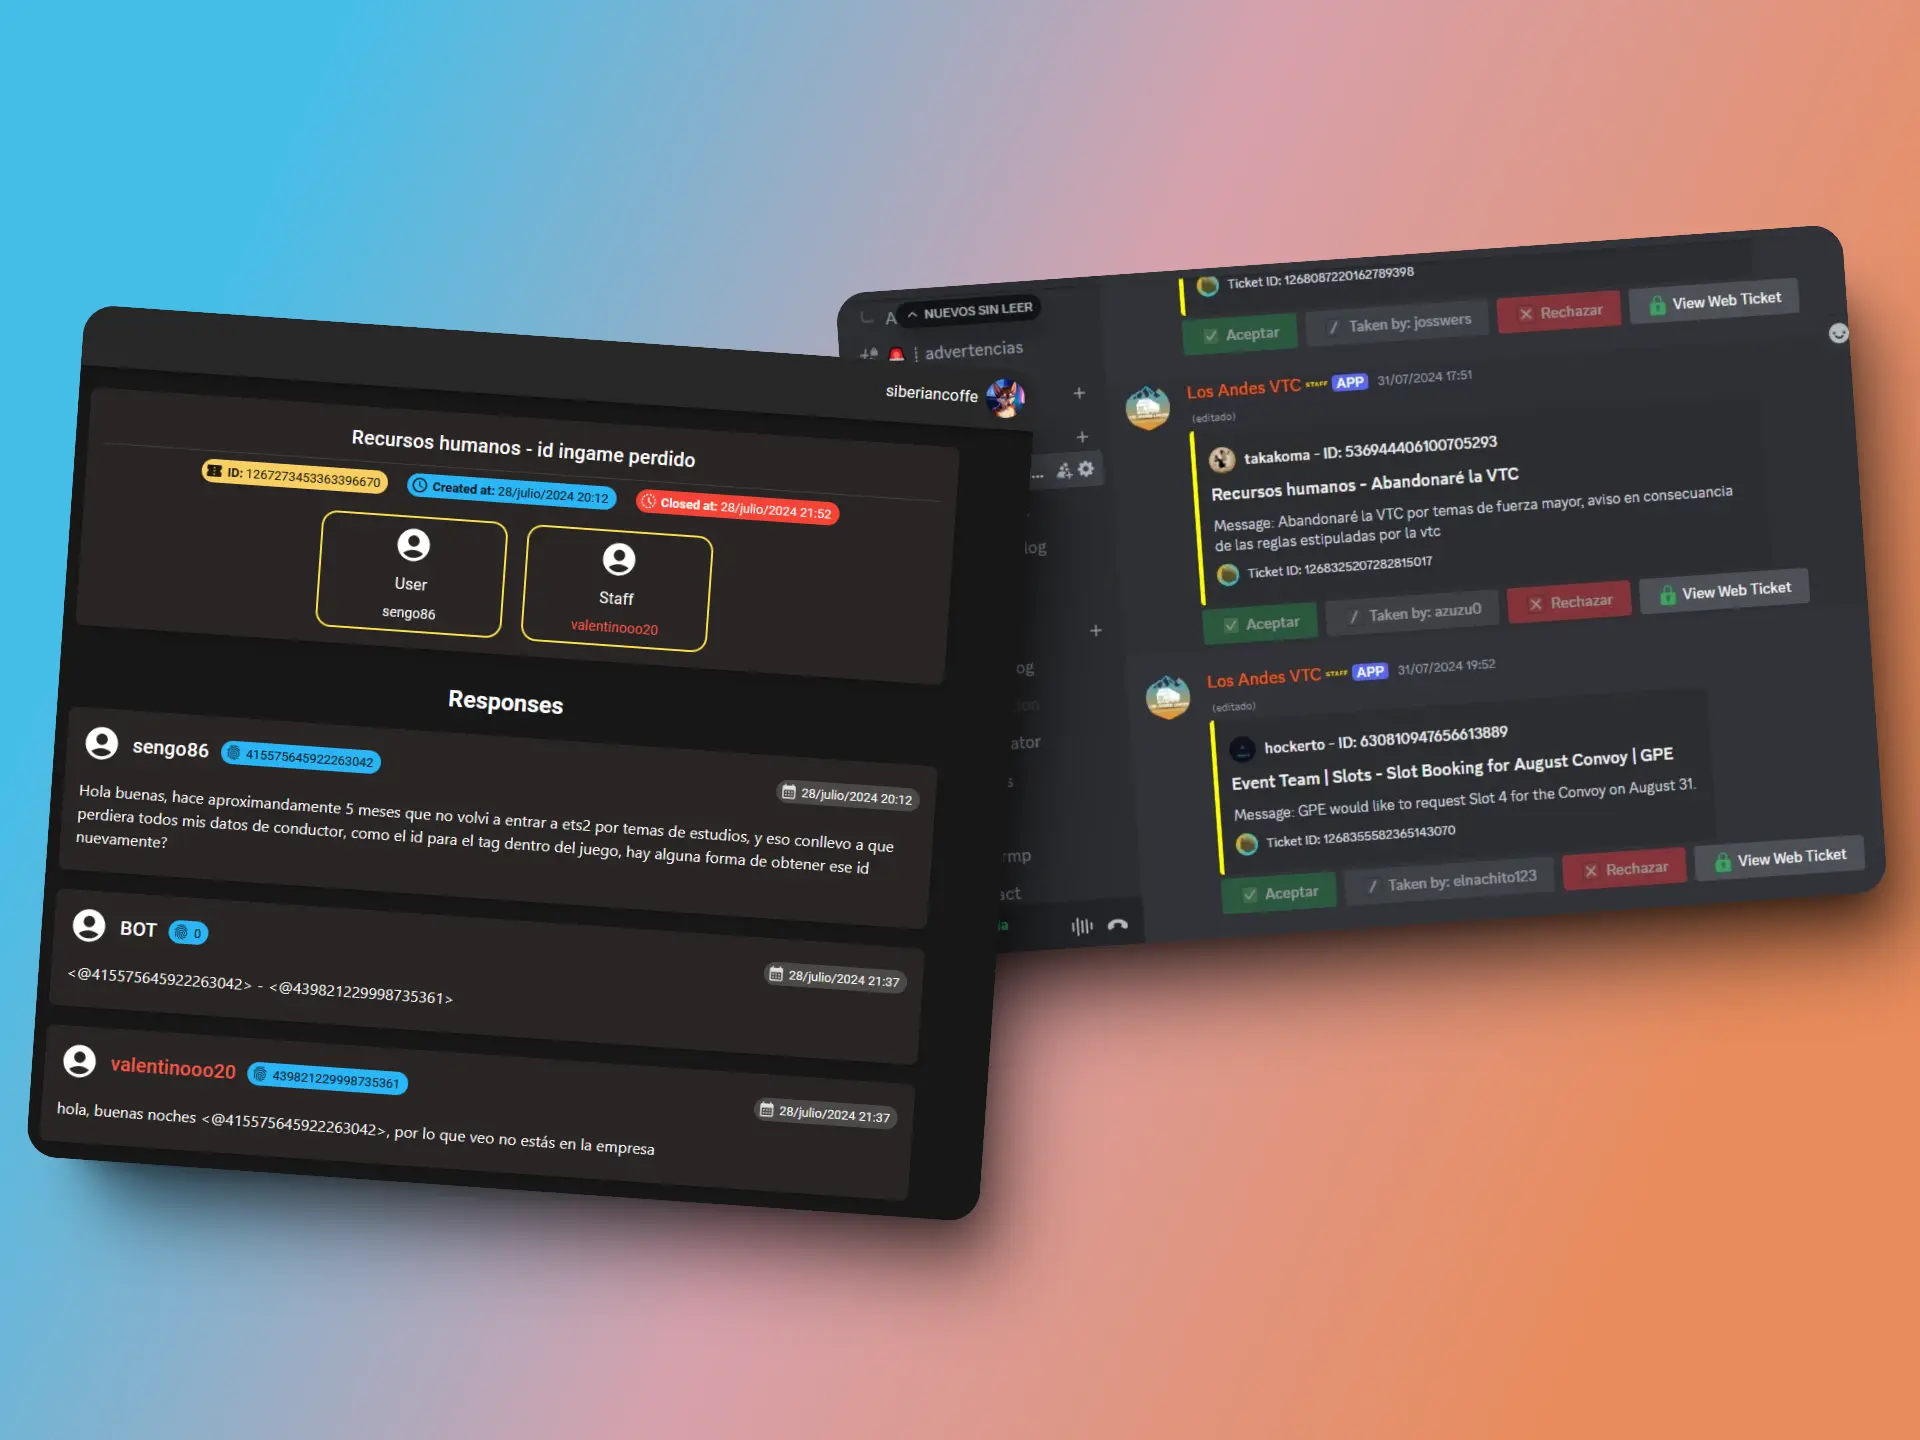 siberiancoffe
Recursos humanos - id ingame perdido
ID: 1267273453363396670
Created at: 28/julio/2024 20:12
Closed at: 28/julio/2024 21:52
User
sengo86
Staff
valentinooo20
Responses
sengo86 415575645922263042
28/julio/2024 20:12
Hola buenas, hace aproximandamente 5 meses que no volvi a entrar a ets2 por temas de estudios, y eso conllevo a que
perdiera todos mis datos de conductor, como el id para el tag dentro del juego, hay alguna forma de obtener ese id
nuevamente?
BOT 0
28/julio/2024 21:37
<@415575645922263042> - <@439821229998735361>
valentinooo20 439821229998735361
28/julio/2024 21:37
hola, buenas noches <@415575645922263042>, por lo que veo no estás en la empresa
A
NUEVOS SIN LEER
advertencias
...
log
og
ion
ator
s
rmp
act
da
Ticket ID: 1268087220162789398
Aceptar
/ Taken by: josswers
Rechazar
View Web Ticket
Los Andes VTC STAFF APP 31/07/2024 17:51
(editado)
takakoma - ID: 536944406100705293
Recursos humanos - Abandonaré la VTC
Message: Abandonaré la VTC por temas de fuerza mayor, aviso en consecuancia
de las reglas estipuladas por la vtc
Ticket ID: 1268325207282815017
Aceptar
/ Taken by: azuzu0
Rechazar
View Web Ticket
Los Andes VTC STAFF APP 31/07/2024 19:52
(editado)
hockerto - ID: 630810947656613889
Event Team | Slots - Slot Booking for August Convoy | GPE
Message: GPE would like to request Slot 4 for the Convoy on August 31.
Ticket ID: 1268355582365143070
Aceptar
/ Taken by: elnachito123
Rechazar
View Web Ticket